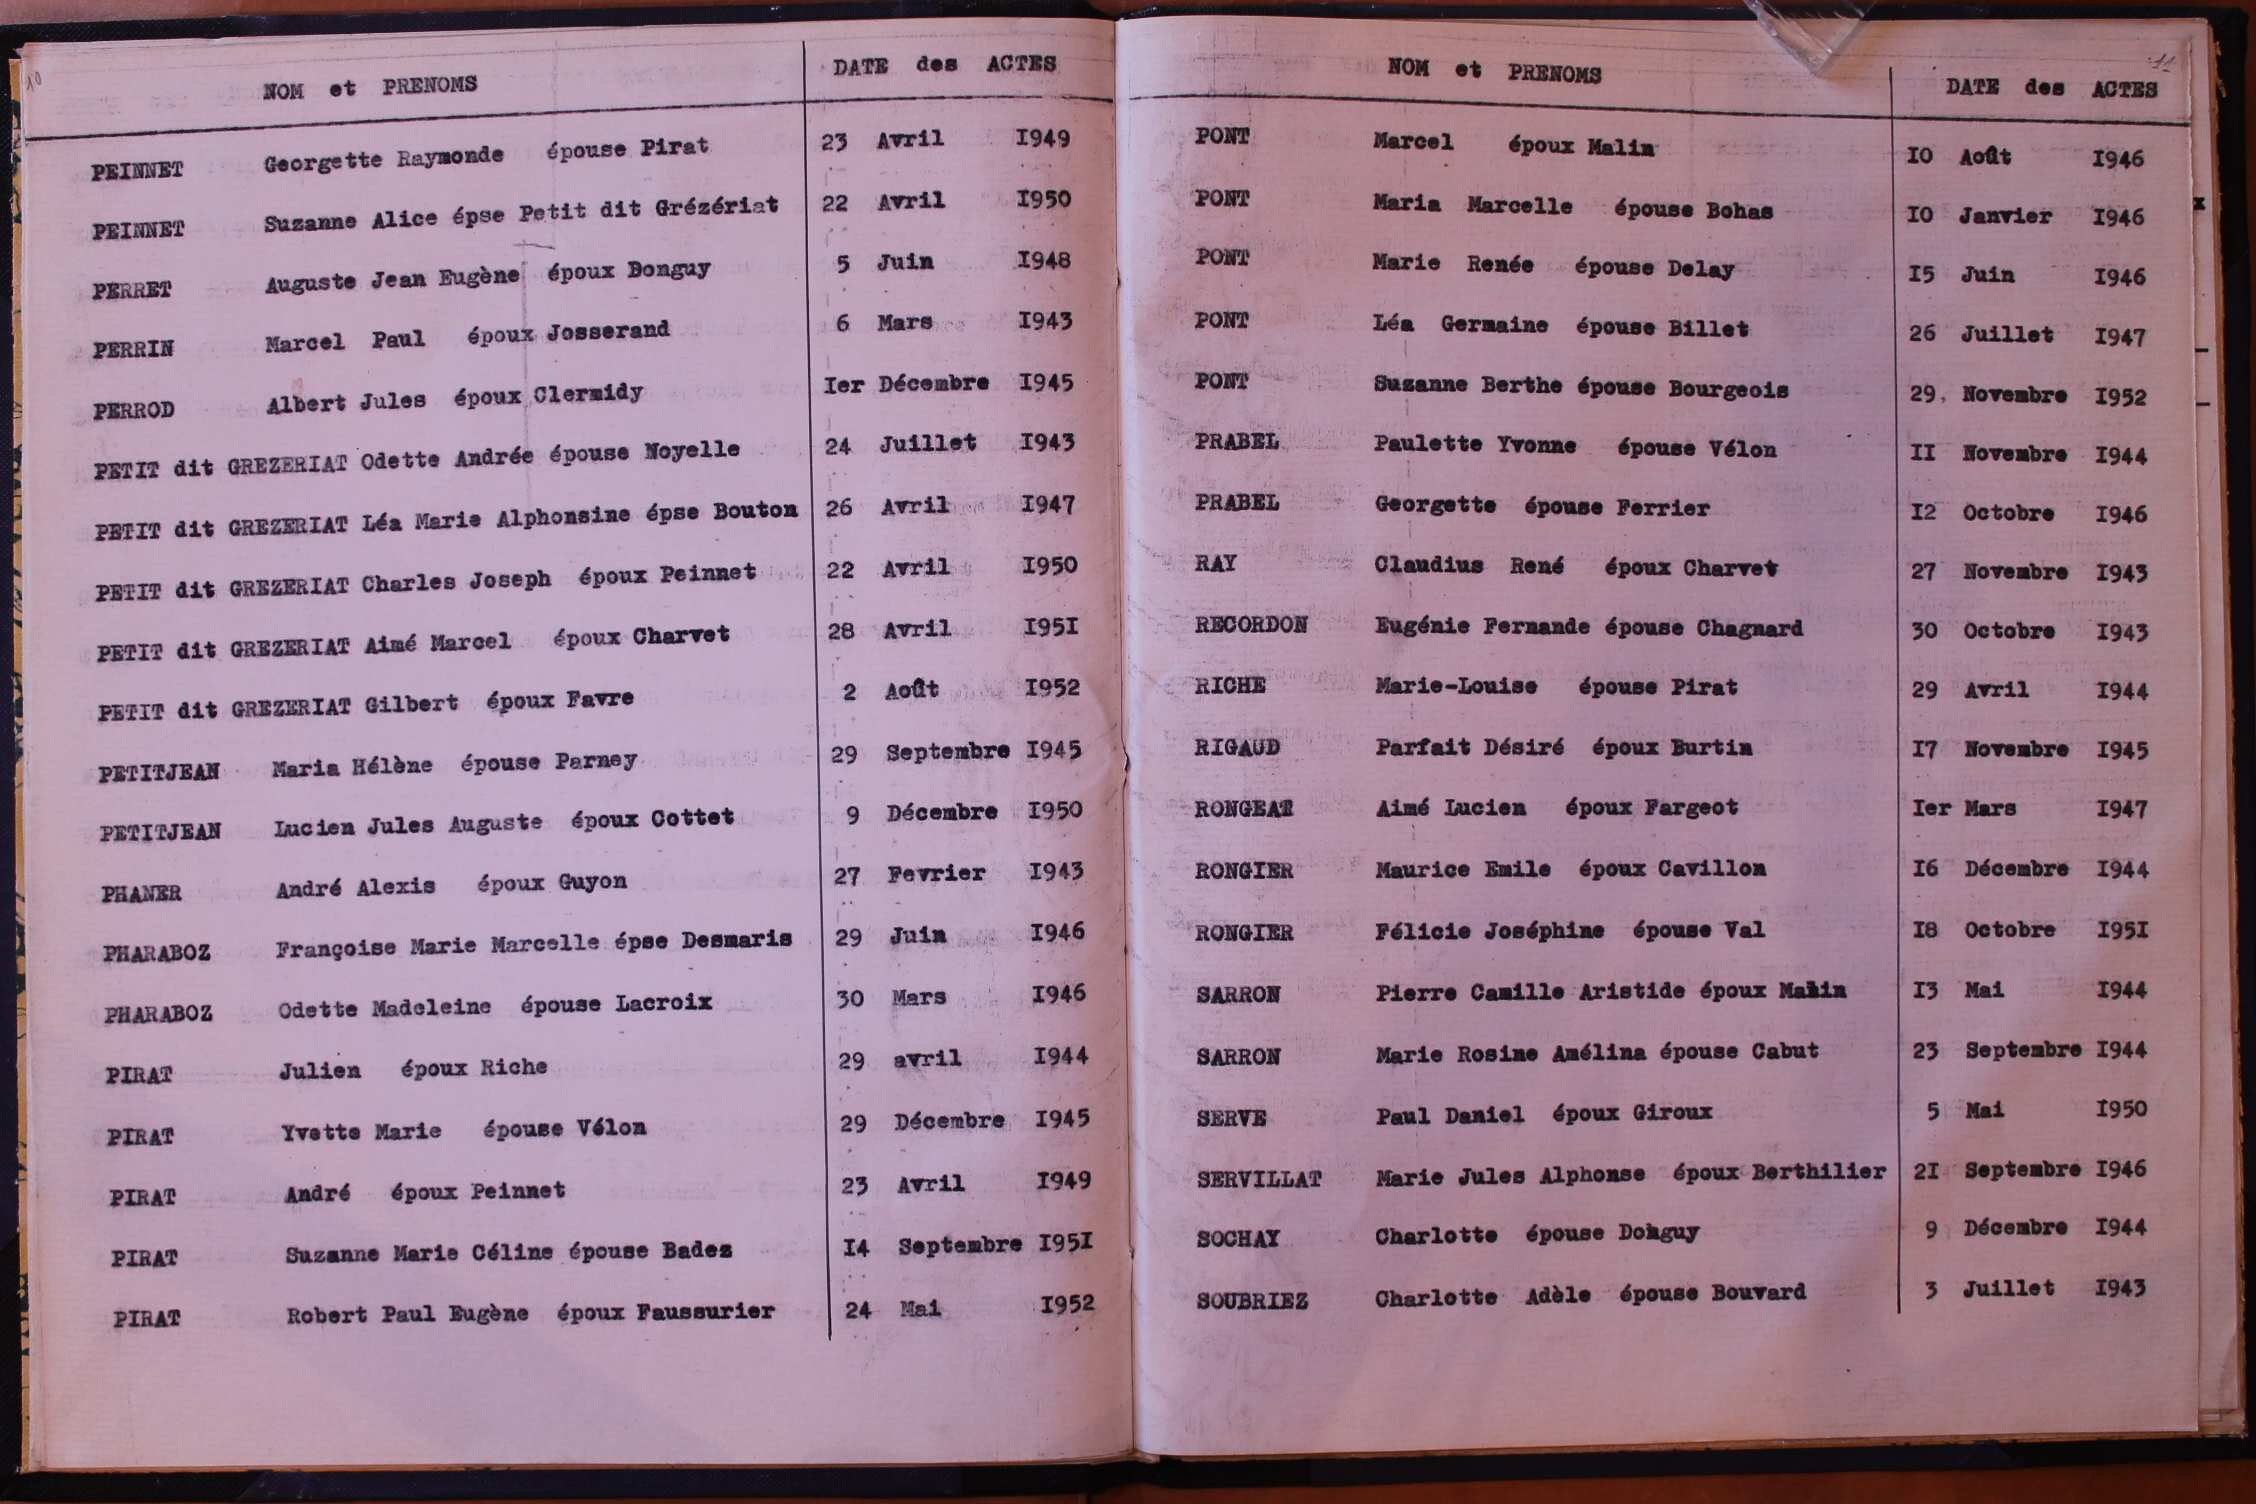 10
NOM et PRENOMS DATE des ACTES
PEINNET Georgette Raymonde épouse Pirat 23 Avril I949
PEINNET Suzanne Alice épse Petit dit Grézériat 22 Avril I950
PERRET Auguste Jean Eugène époux Donguy 5 Juin I948
PERRIN Marcel Paul époux Josserand 6 Mars I943
PERROD Albert Jules époux Clermidy Ier Décembre I945
PETIT dit GREZERIAT Odette Andrée épouse Noyelle 24 Juillet I943
PETIT dit GREZERIAT Léa Marie Alphonsine épse Bouton 26 Avril I947
PETIT dit GREZERIAT Charles Joseph époux Peinnet 22 Avril I950
PETIT dit GREZERIAT Aimé Marcel époux Charvet 28 Avril I95I
PETIT dit GREZERIAT Gilbert époux Favre 2 Août I952
PETITJEAN Maria Hélène épouse Parney 29 Septembre I945
PETITJEAN Lucien Jules Auguste époux Cottet 9 Décembre I950
PHANER André Alexis époux Guyon 27 Fevrier I943
PHARABOZ Françoise Marie Marcelle épse Desmaris 29 Juin I946
PHARABOZ Odette Madeleine épouse Lacroix 30 Mars I946
PIRAT Julien époux Riche 29 avril I944
PIRAT Yvette Marie épouse Vélon 29 Décembre I945
PIRAT André époux Peinnet 23 Avril I949
PIRAT Suzanne Marie Céline épouse Badez I4 Septembre I95I
PIRAT Robert Paul Eugène époux Faussurier 24 Mai I952
11
NOM et PRENOMS DATE des ACTES
PONT Marcel époux Malin I0 Août I946
PONT Maria Marcelle épouse Bohas I0 Janvier I946
PONT Marie Renée épouse Delay I5 Juin I946
PONT Léa Germaine épouse Billet 26 Juillet I947
PONT Suzanne Berthe épouse Bourgeois 29, Novembre I952
PRABEL Paulette Yvonne épouse Vélon II Novembre I944
PRABEL Georgette épouse Ferrier I2 Octobre I946
RAY Claudius René époux Charvet 27 Novembre I943
RECORDON Eugénie Fernande épouse Chagnard 30 Octobre I943
RICHE Marie-Louise épouse Pirat 29 Avril I944
RIGAUD Parfait Désiré époux Burtin I7 Novembre I945
RONGEAT Aimé Lucien époux Fargeot Ier Mars I947
RONGIER Maurice Emile époux Cavillon I6 Décembre I944
RONGIER Félicie Joséphine épouse Val I8 Octobre I95I
SARRON Pierre Camille Aristide époux Malin I3 Mai I944
SARRON Marie Rosine Amélina épouse Cabut 23 Septembre I944
SERVE Paul Daniel époux Giroux 5 Mai I950
SERVILLAT Marie Jules Alphonse époux Berthilier 2I Septembre I946
SOCHAY Charlotte épouse Donguy 9 Décembre I944
SOUBRIEZ Charlotte Adèle épouse Bouvard 3 Juillet I943